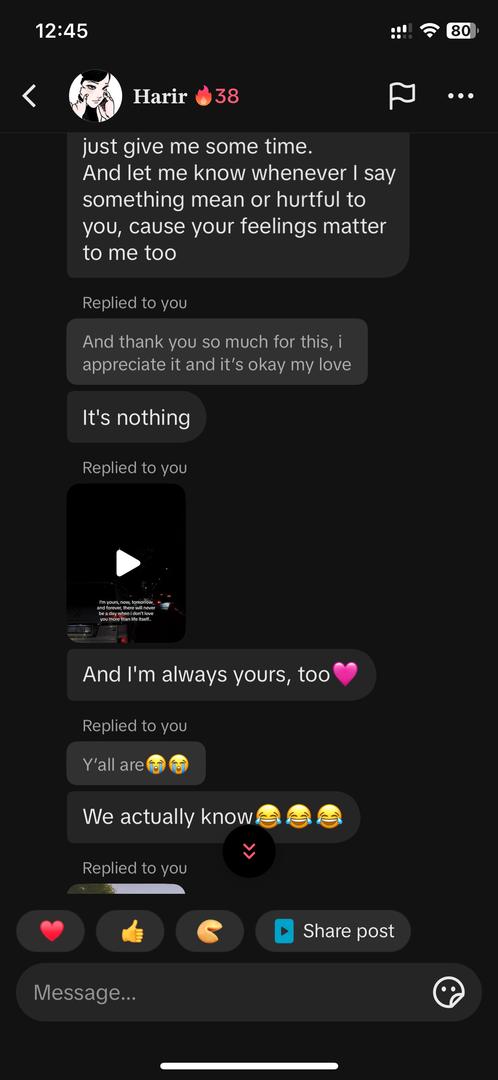 12:45
80
Harir 🔥38
just give me some time.
And let me know whenever I say
something mean or hurtful to
you, cause your feelings matter
to me too
Replied to you
And thank you so much for this, i
appreciate it and it's okay my love
It's nothing
Replied to you
I'm yours, now, tomorrow
and forever, there will never
be a day when i don't love
you more than life itself..
And I'm always yours, too🩷
Replied to you
Y'all are😭😭
We actually know😂😂😂
Replied to you
Share post
Message...